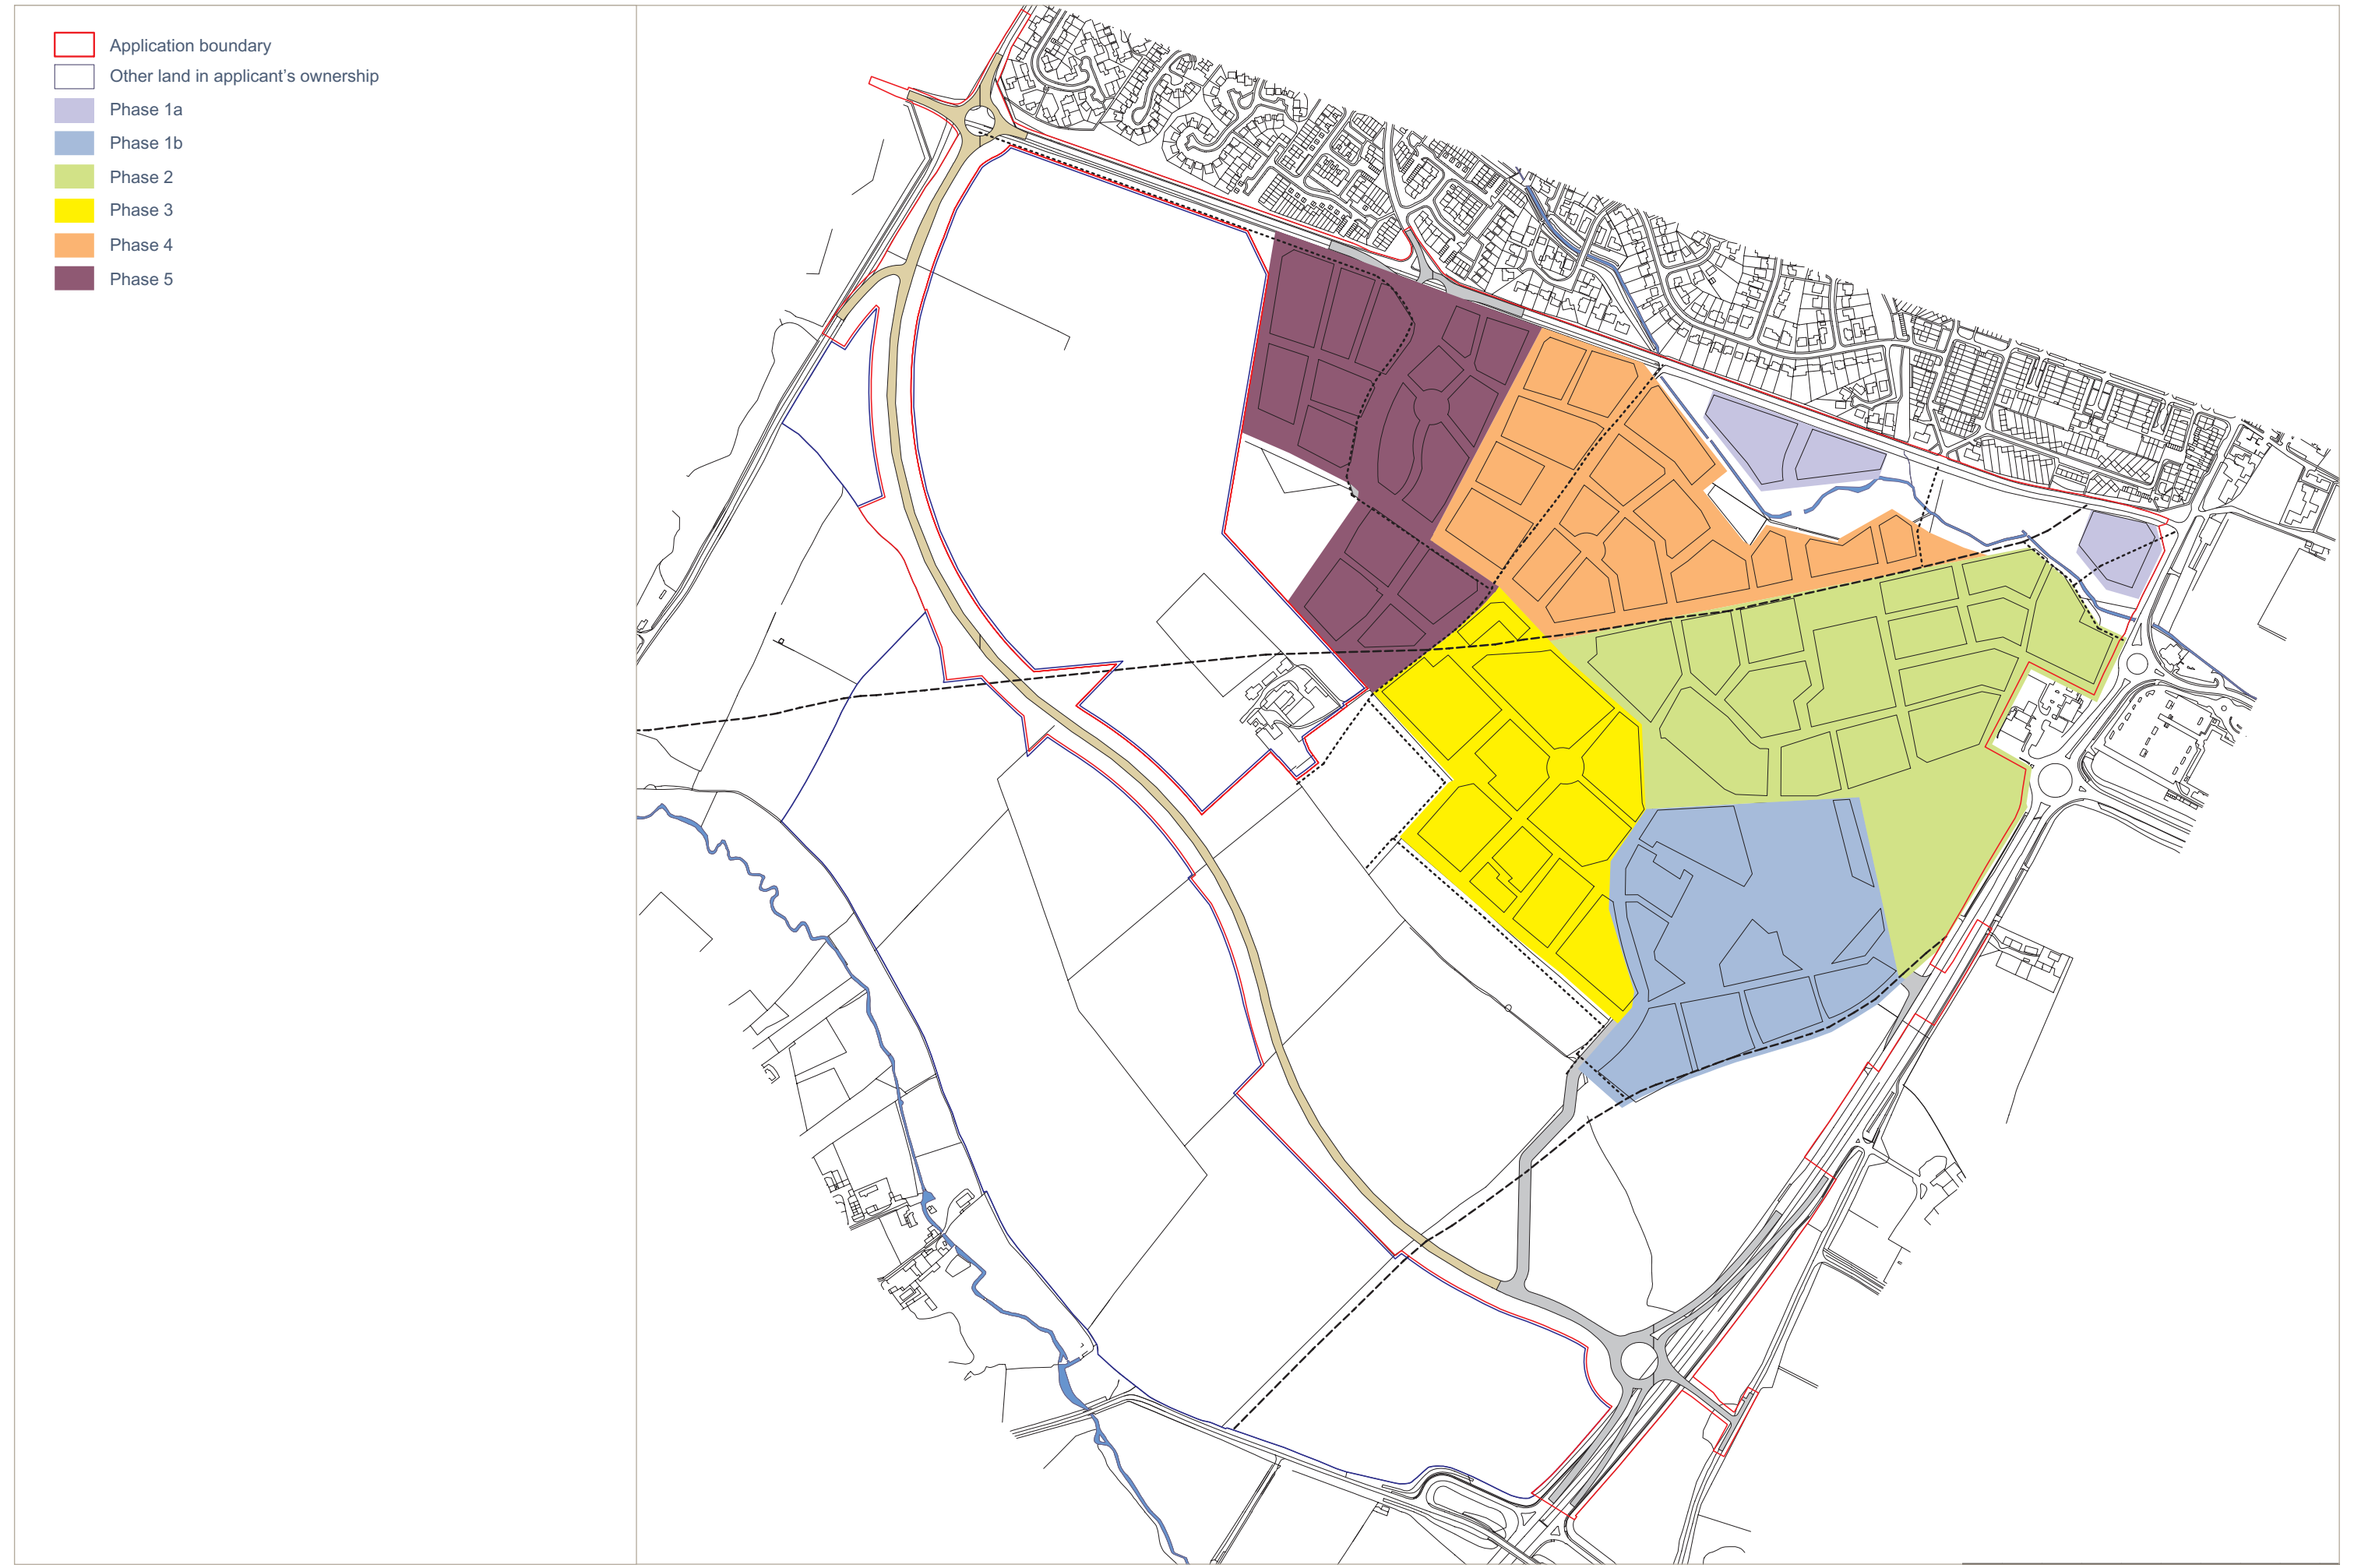 Application boundary
Other land in applicant's ownership
Phase 1a
Phase 1b
Phase 2
Phase 3
Phase 4
Phase 5